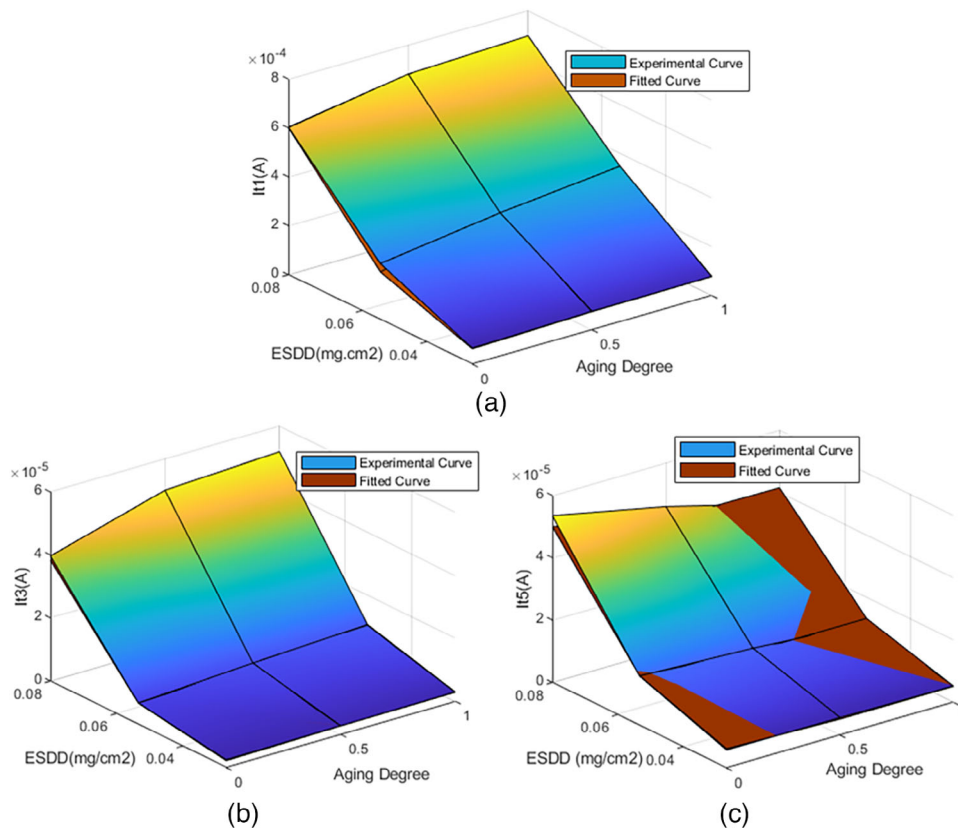 ×10⁻⁴
8
6
4
2
0
It1(A)
Experimental Curve
Fitted Curve
0.08
0.06
0.04
ESDD(mg.cm2)
0
0.5
1
Aging Degree
(a)
×10⁻⁵
6
4
2
0
It3(A)
Experimental Curve
Fitted Curve
0.08
0.06
0.04
ESDD(mg/cm2)
0
0.5
1
Aging Degree
(b)
×10⁻⁵
6
4
2
0
It5(A)
Experimental Curve
Fitted Curve
0.08
0.06
0.04
ESDD (mg/cm2)
0
0.5
Aging Degree
(c)